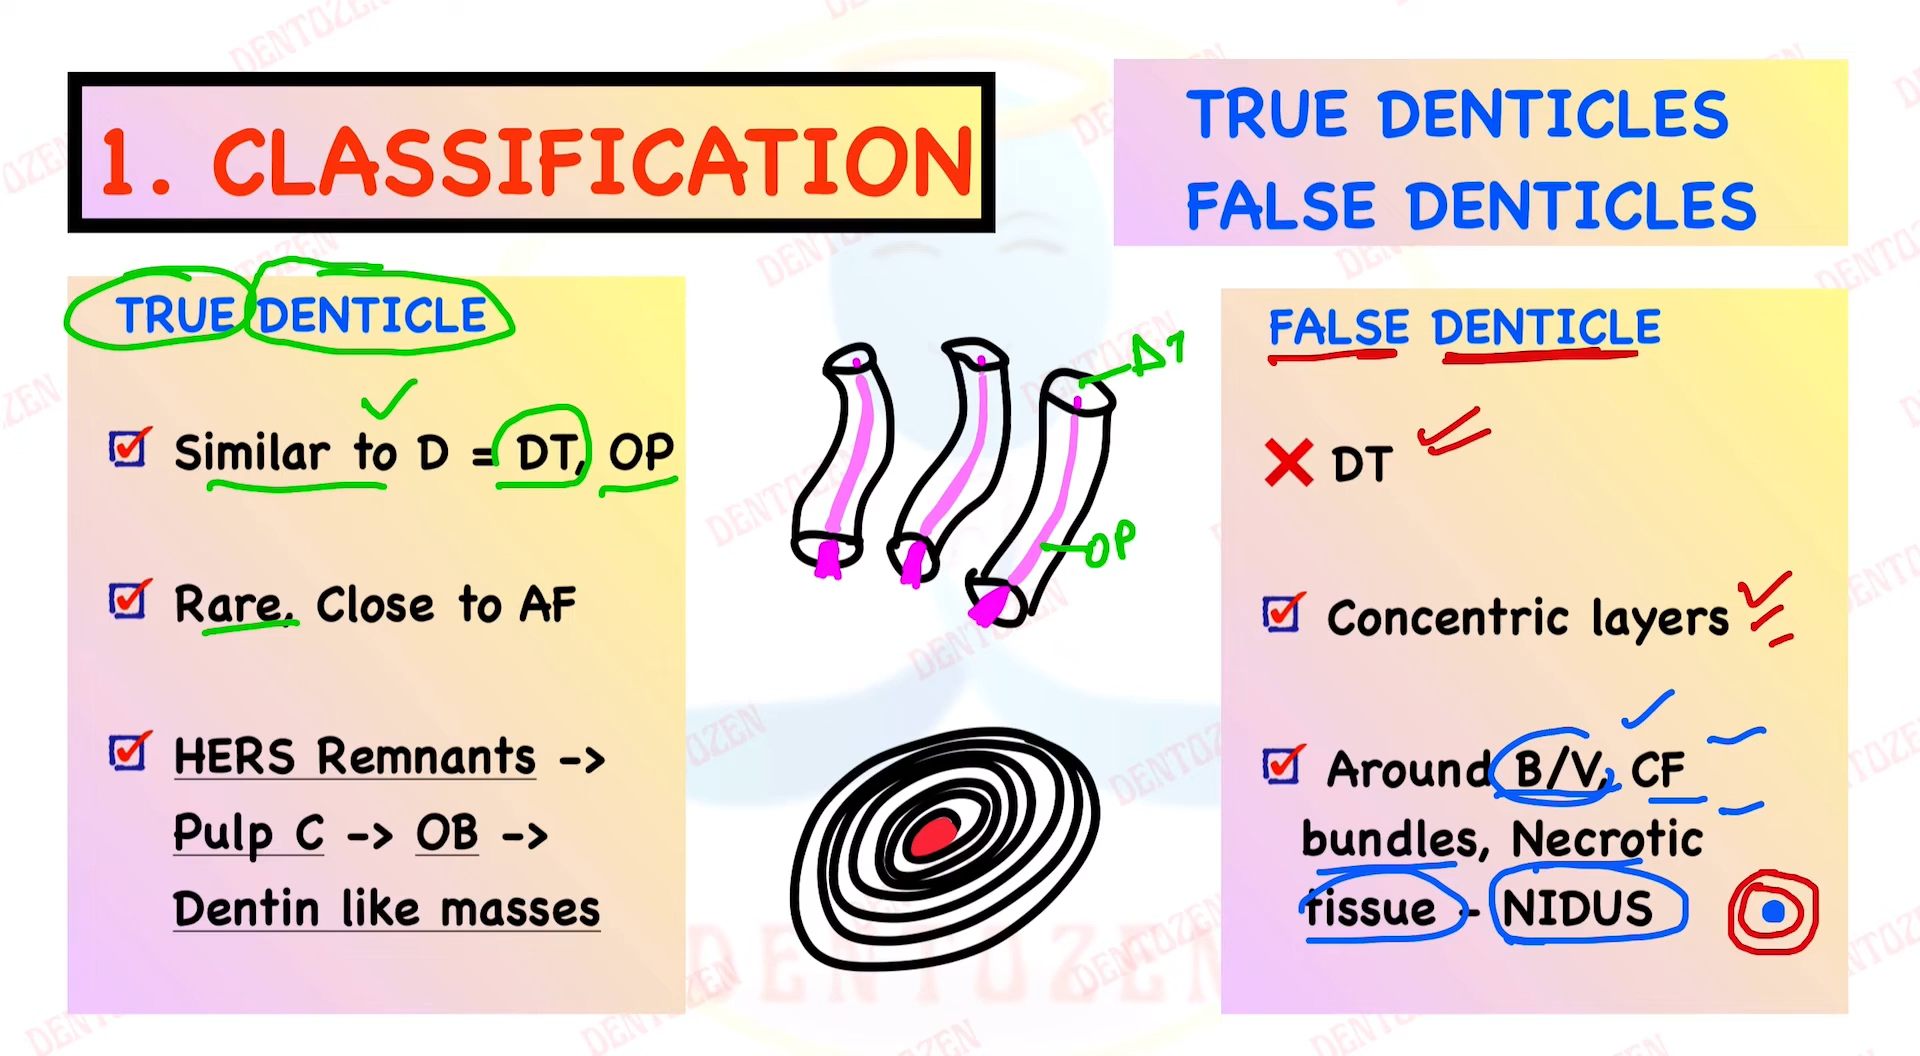 1. CLASSIFICATION
TRUE DENTICLES
FALSE DENTICLES
TRUE DENTICLE
Similar to D = DT, OP
Rare, Close to AF
HERS Remnants ->
Pulp C -> OB ->
Dentin like masses
DT
OP
FALSE DENTICLE
❌ DT
Concentric layers
Around B/V, CF
bundles, Necrotic
tissue - NIDUS
DENTOZEN